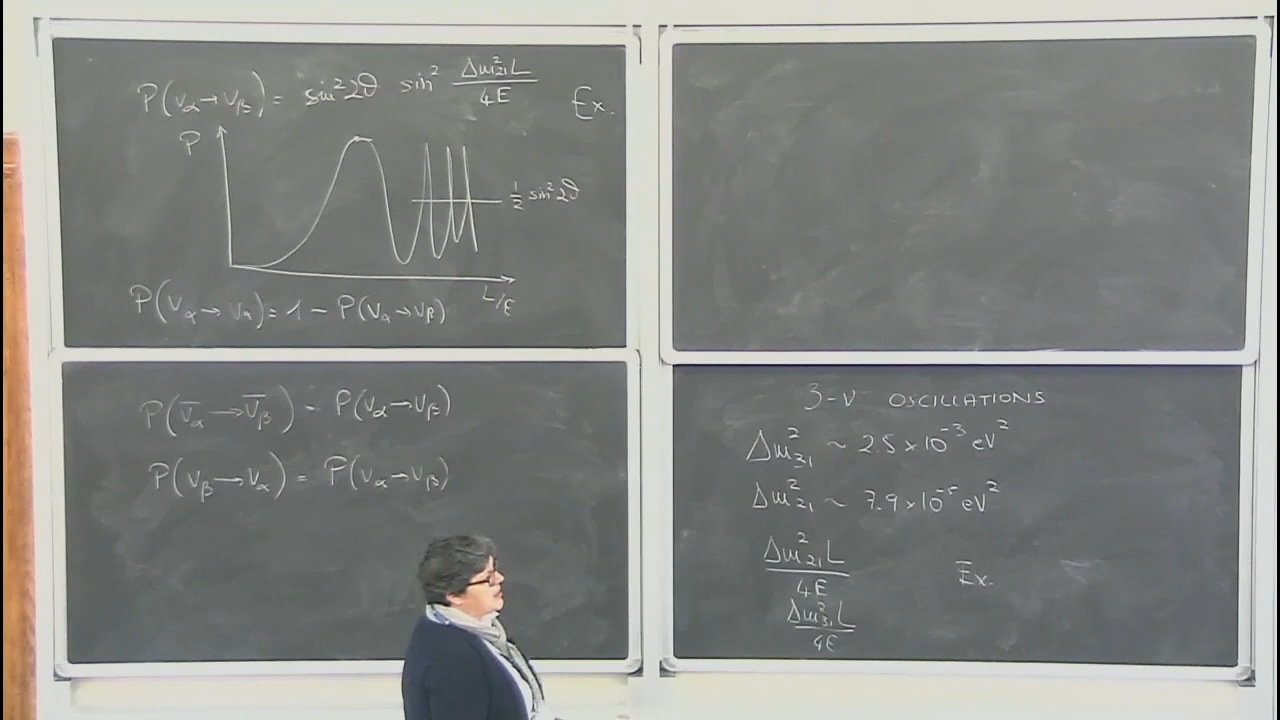 P(να→νβ) = sin²2θ sin² Δm²₂₁L/4E Ex.
P
½ sin²2θ
L/E
P(να→να) = 1 − P(να→νβ)
P(ν̄α→ν̄β) = P(να→νβ)
P(νβ→να) = P(να→νβ)
3-ν OSCILLATIONS
Δm²₃₁ ~ 2.5×10⁻³ eV²
Δm²₂₁ ~ 7.9×10⁻⁵ eV²
Δm²₂₁L/4E Ex.
Δm²₃₁L/4E